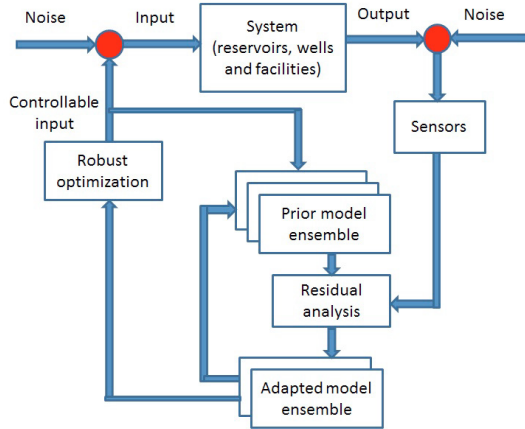 Noise
Input
System
(reservoirs, wells
and facilities)
Output
Noise
Controllable
input
Sensors
Robust
optimization
Prior model
ensemble
Residual
analysis
Adapted model
ensemble